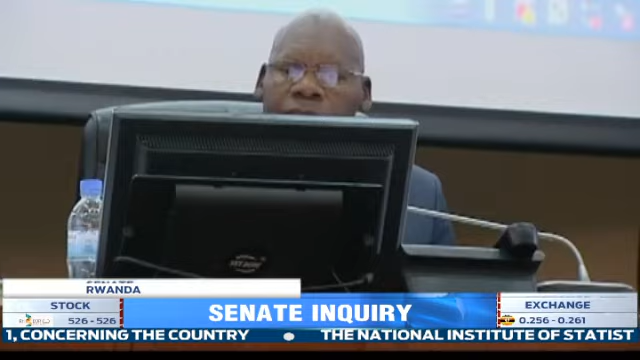 RWANDA
STOCK
526 - 526
SENATE INQUIRY
EXCHANGE
0.256 - 0.261
1, CONCERNING THE COUNTRY • THE NATIONAL INSTITUTE OF STATIST